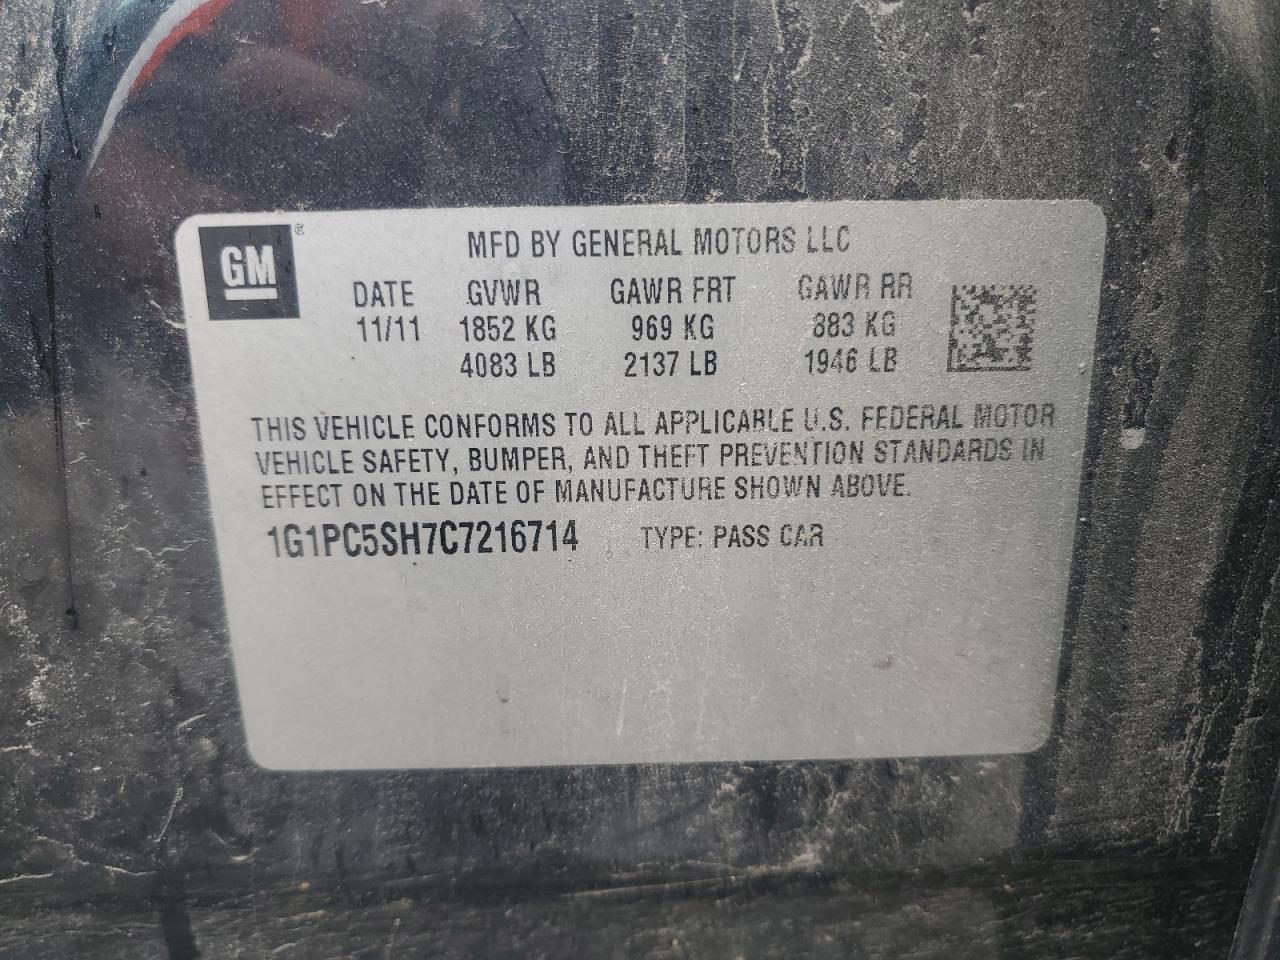 GM ®
MFD BY GENERAL MOTORS LLC
DATE GVWR GAWR FRT GAWR RR
11/11 1852 KG 969 KG 883 KG
4083 LB 2137 LB 1946 LB
THIS VEHICLE CONFORMS TO ALL APPLICABLE U.S. FEDERAL MOTOR
VEHICLE SAFETY, BUMPER, AND THEFT PREVENTION STANDARDS IN
EFFECT ON THE DATE OF MANUFACTURE SHOWN ABOVE.
1G1PC5SH7C7216714 TYPE: PASS CAR